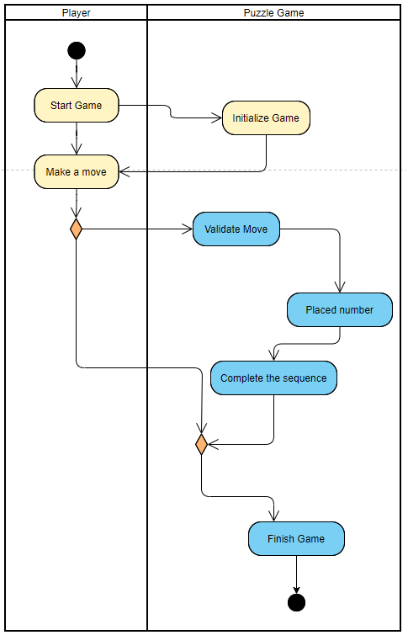 Player
Puzzle Game
Start Game
Initialize Game
Make a move
Validate Move
Placed number
Complete the sequence
Finish Game